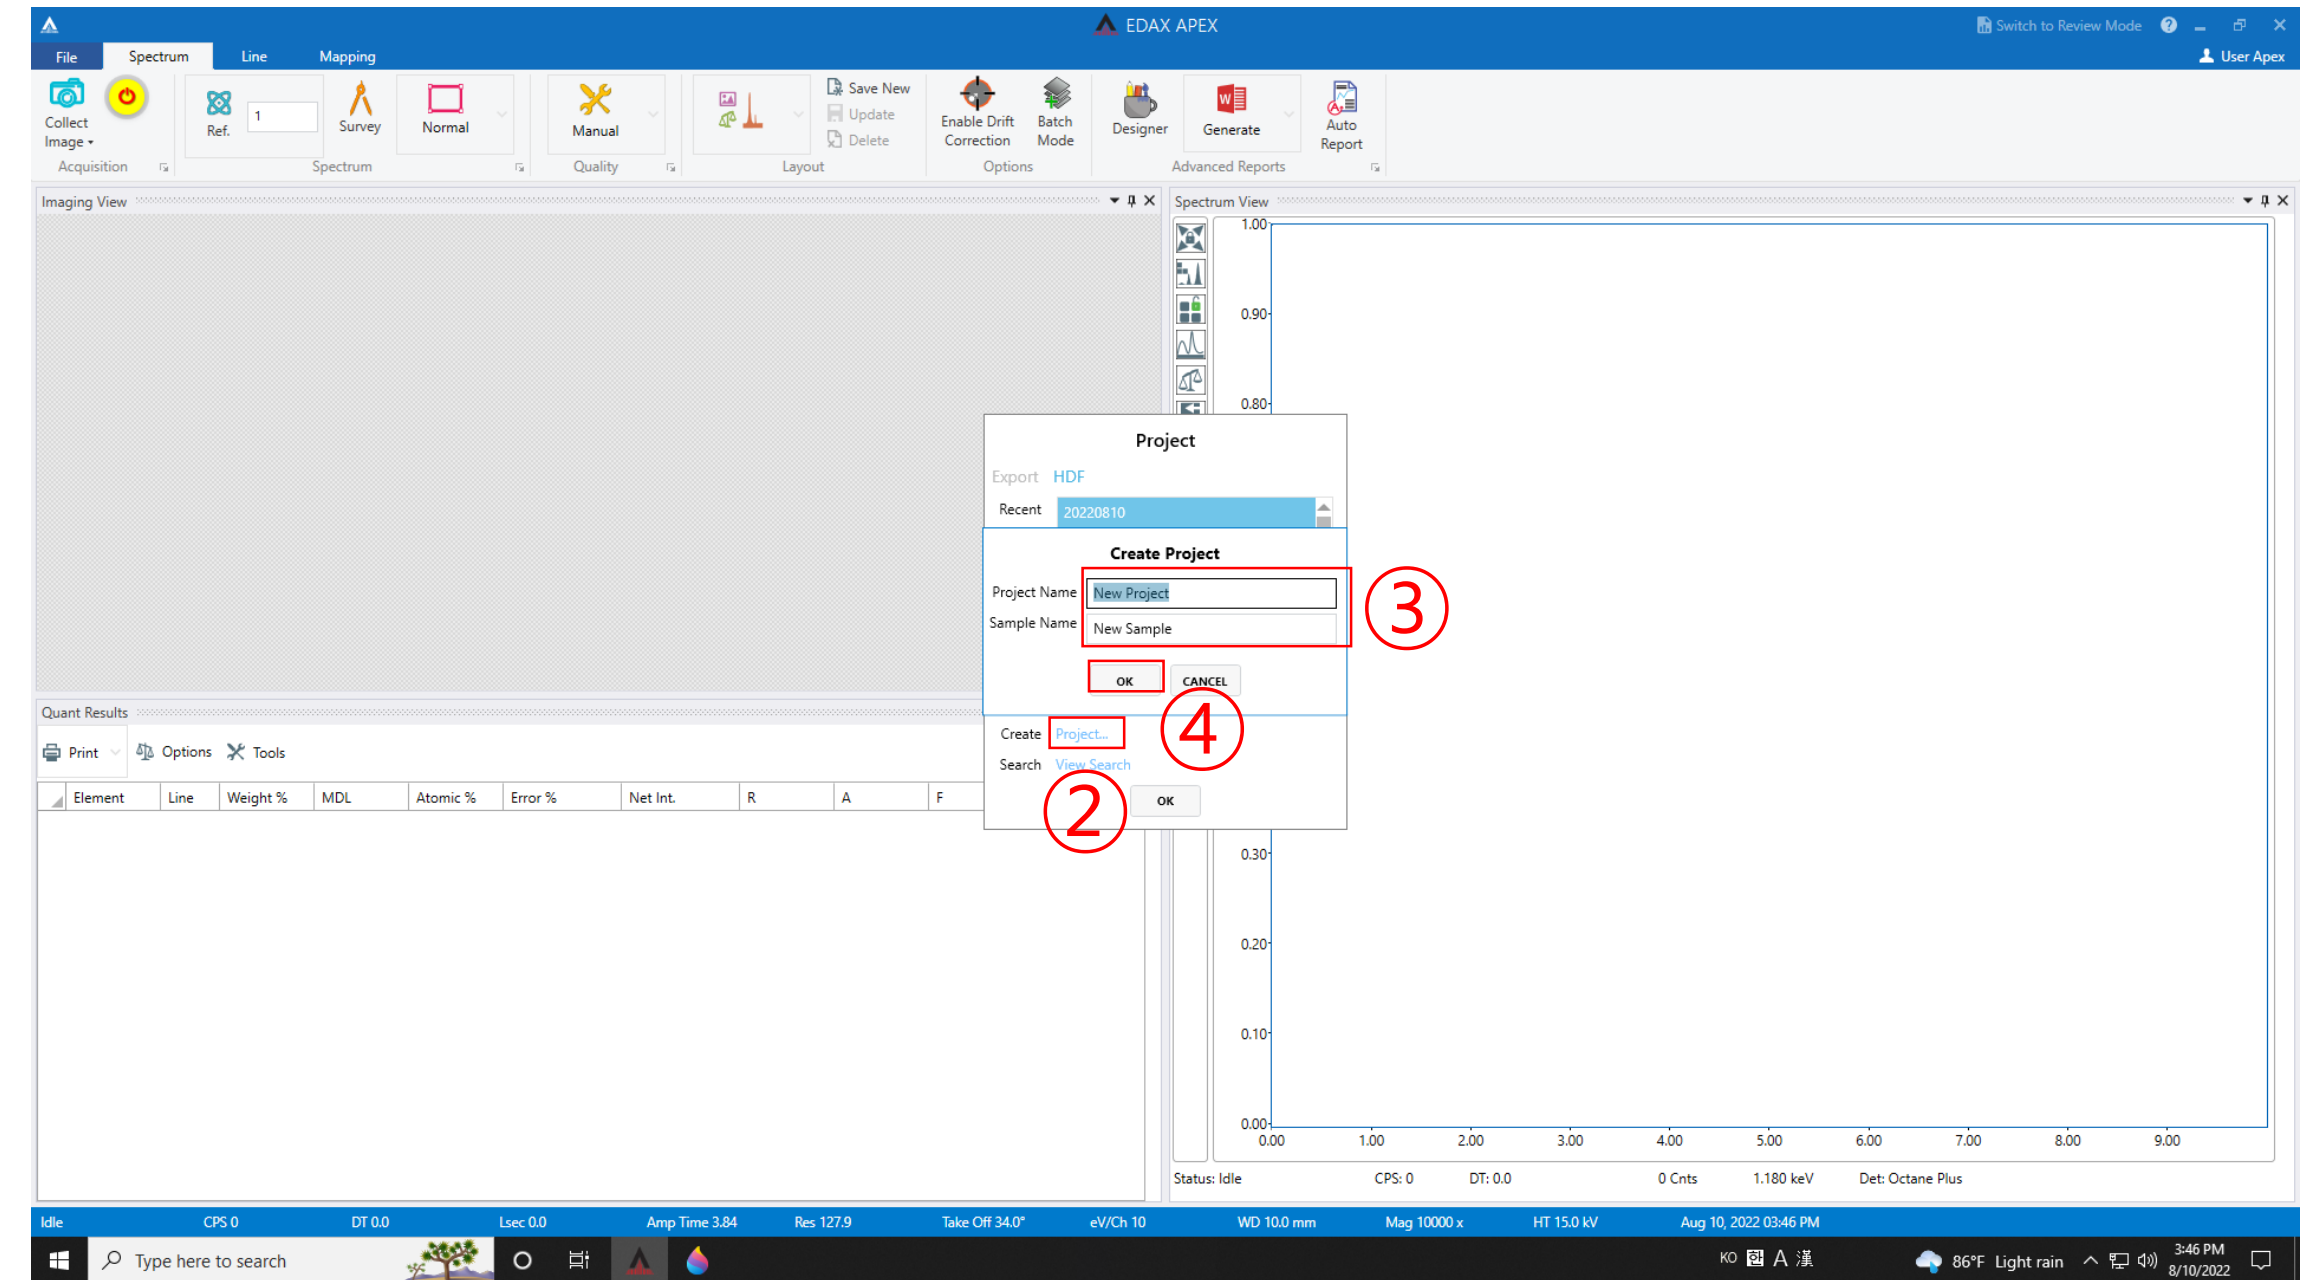 EDAX APEX
Switch to Review Mode
File Spectrum Line Mapping
User Apex
Collect Image
Ref. 1
Survey
Normal
Manual
Save New
Update
Delete
Enable Drift Correction
Batch Mode
Designer
Generate
Auto Report
Acquisition Spectrum Quality Layout Options Advanced Reports
Imaging View
Spectrum View
1.00
0.90
0.80
Project
Export HDF
Recent 20220810
Create Project
Project Name New Project
Sample Name New Sample
③
OK CANCEL
④
Create Project...
Search View Search
②
OK
Quant Results
Print Options Tools
Element Line Weight % MDL Atomic % Error % Net Int. R A F
0.30
0.20
0.10
0.00
0.00 1.00 2.00 3.00 4.00 5.00 6.00 7.00 8.00 9.00
Status: Idle CPS: 0 DT: 0.0 0 Cnts 1.180 keV Det: Octane Plus
Idle CPS 0 DT 0.0 Lsec 0.0 Amp Time 3.84 Res 127.9 Take Off 34.0° eV/Ch 10 WD 10.0 mm Mag 10000 x HT 15.0 kV Aug 10, 2022 03:46 PM
Type here to search
KO A 漢
86°F Light rain
3:46 PM
8/10/2022